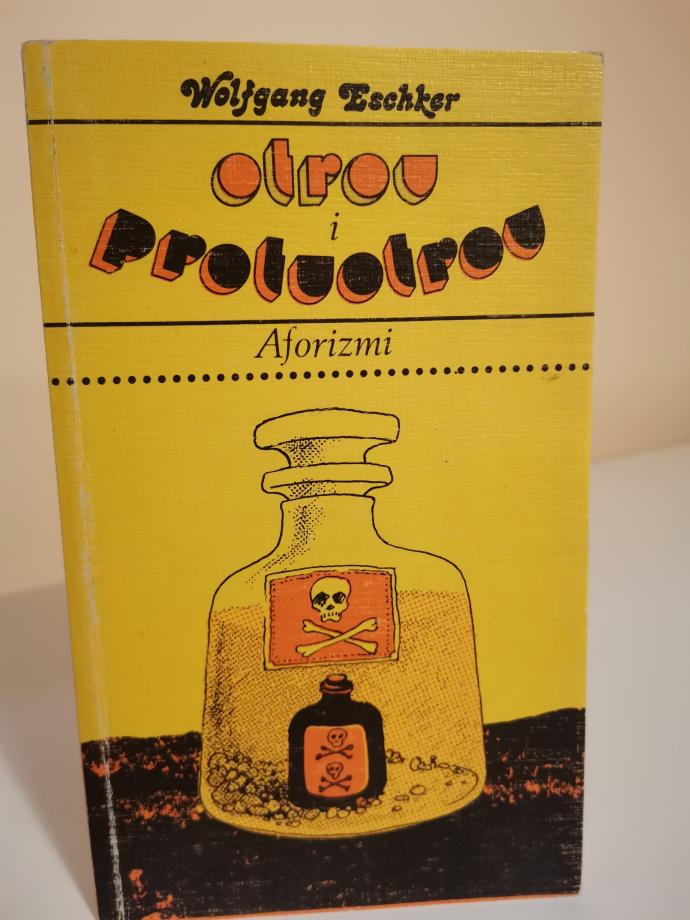 Wolfgang Eschker
otrov
i
protuotrov
Aforizmi